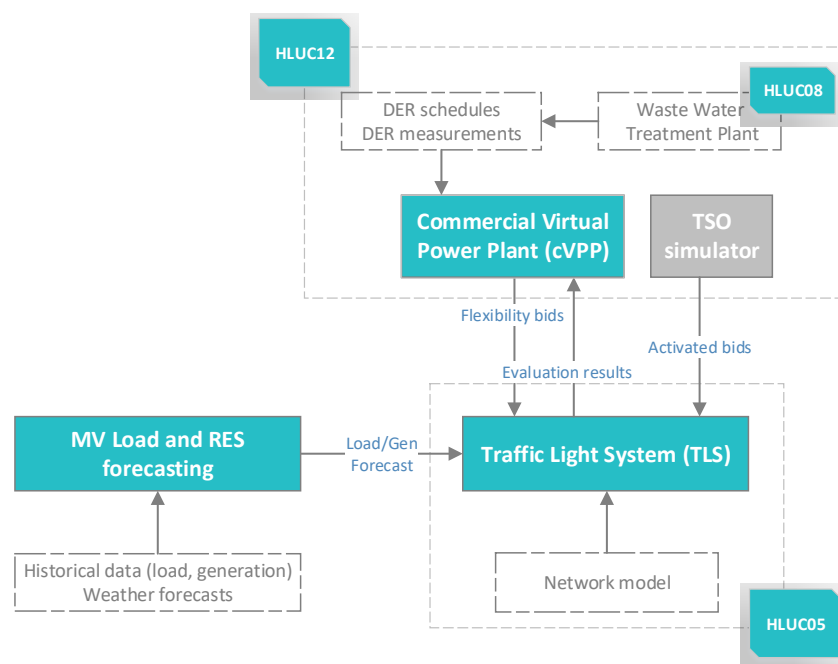 HLUC12
HLUC08
DER schedules
DER measurements
Waste Water
Treatment Plant
Commercial Virtual
Power Plant (cVPP)
TSO
simulator
Flexibility bids
Activated bids
Evaluation results
MV Load and RES
forecasting
Load/Gen
Forecast
Traffic Light System (TLS)
Historical data (load, generation)
Weather forecasts
Network model
HLUC05